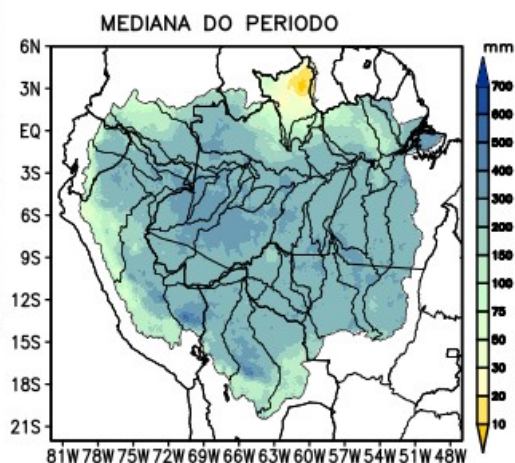 MEDIANA DO PERIODO
mm
6N
3N
EQ
3S
6S
9S
12S
15S
18S
21S
81W 78W 75W 72W 69W 66W 63W 60W 57W 54W 51W 48W
700
600
500
400
300
200
150
100
75
50
30
20
10